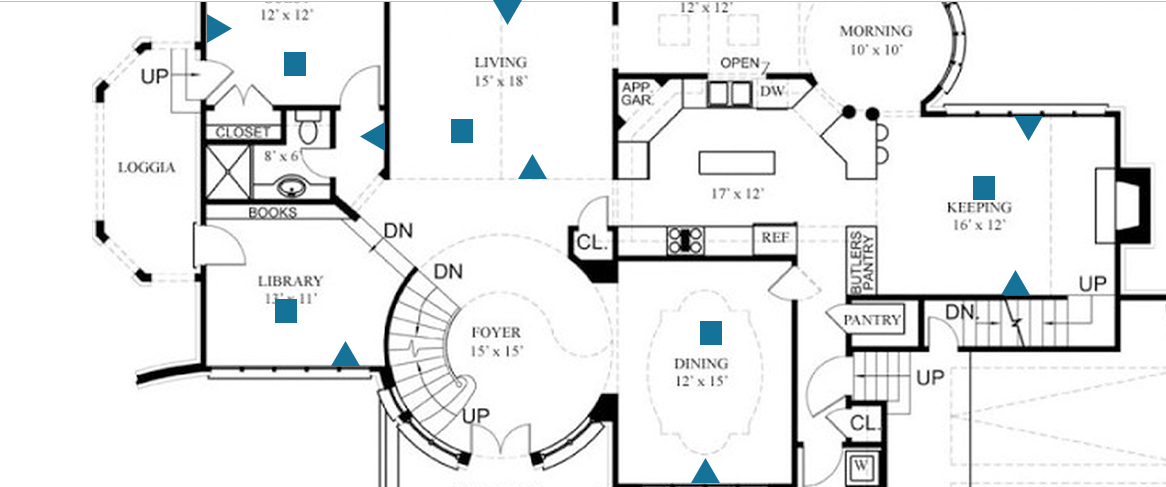 12' x 12'
12' x 12'
MORNING
10' x 10'
LIVING
15' x 18'
UP
OPEN
APP.
GAR.
DW
CLOSET
8' x 6'
LOGGIA
17' x 12'
KEEPING
16' x 12'
BOOKS
DN
CL.
REF
BUTLERS
PANTRY
DN
LIBRARY
13' x 11'
UP
DN.
PANTRY
FOYER
15' x 15'
DINING
12' x 15'
UP
UP
CL.
W